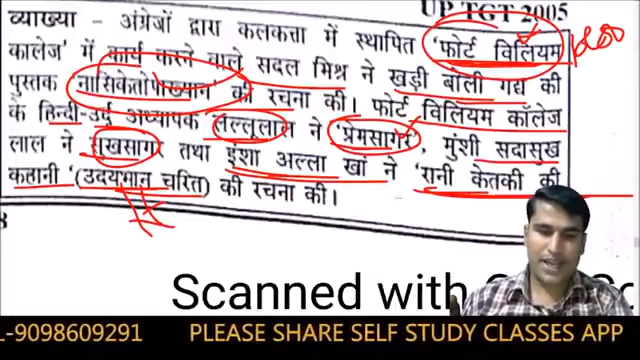 UP TGT 2005
व्याख्या - अंग्रेजों द्वारा कलकत्ता में स्थापित 'फोर्ट विलियम
कालेज' में कार्य करने वाले सदल मिश्र ने खड़ी बोली गद्य की
पुस्तक 'नासिकेतोपाख्यान' की रचना की। फोर्ट विलियम कॉलेज
के हिन्दी-उर्दु अध्यापक लल्लूलाल ने 'प्रेमसागर', मुंशी सदासुख
लाल ने सुखसागर तथा इंशा अल्ला खां ने 'रानी केतकी की
कहानी '(उदयभान चरित) की रचना की।
8
Scanned with
L-9098609291 PLEASE SHARE SELF STUDY CLASSES APP